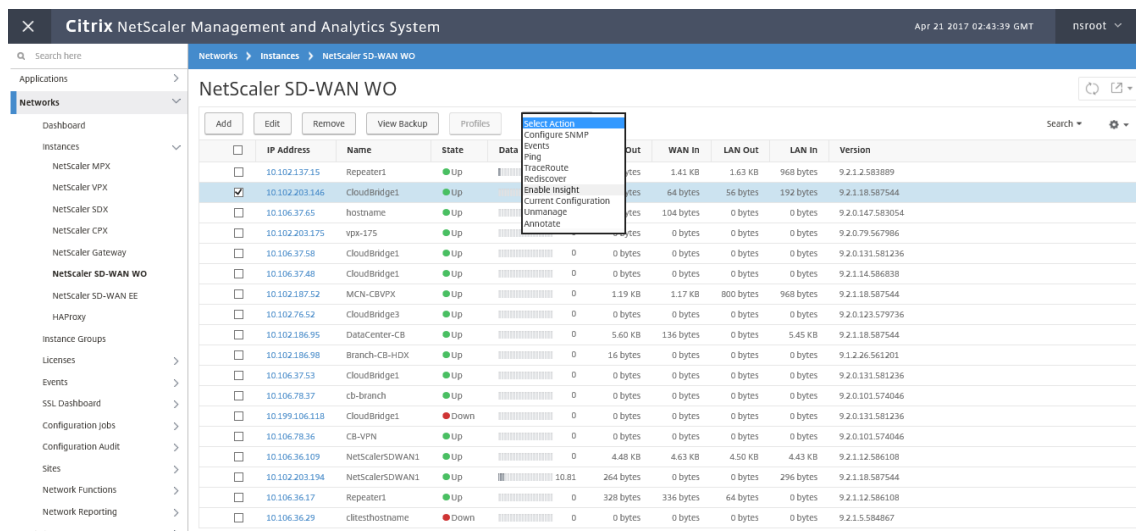 Citrix NetScaler Management and Analytics System
Apr 21 2017 02:43:39 GMT
nsroot
Search here
Networks > Instances > NetScaler SD-WAN WO
Applications
Networks
Dashboard
Instances
NetScaler MPX
NetScaler VPX
NetScaler SDX
NetScaler CPX
NetScaler Gateway
NetScaler SD-WAN WO
NetScaler SD-WAN EE
HAProxy
Instance Groups
Licenses
Events
SSL Dashboard
Configuration Jobs
Configuration Audit
Sites
Network Functions
Network Reporting
NetScaler SD-WAN WO
Add Edit Remove View Backup Profiles
Search
Select Action
Configure SNMP
Events
Ping
TraceRoute
Rediscover
Enable Insight
Current Configuration
Unmanage
Annotate
IP Address Name State Data Out WAN In LAN Out LAN In Version
10.102.137.15 Repeater1 Up 1.41 KB 1.63 KB 968 bytes 9.2.1.2.583889
10.102.203.146 CloudBridge1 Up 64 bytes 56 bytes 192 bytes 9.2.1.18.587544
10.106.37.65 hostname Up 104 bytes 0 bytes 0 bytes 9.2.0.147.583054
10.102.203.175 vpx-175 Up 0 bytes 0 bytes 0 bytes 9.2.0.79.567986
10.106.37.58 CloudBridge1 Up 0 0 bytes 0 bytes 0 bytes 0 bytes 9.2.0.131.581236
10.106.37.48 CloudBridge1 Up 0 0 bytes 0 bytes 0 bytes 0 bytes 9.2.1.14.586838
10.102.187.52 MCN-CBVPX Up 0 1.19 KB 1.17 KB 800 bytes 968 bytes 9.2.1.18.587544
10.102.76.52 CloudBridge3 Up 0 0 bytes 0 bytes 0 bytes 0 bytes 9.2.0.123.579736
10.102.186.95 DataCenter-CB Up 0 5.60 KB 136 bytes 0 bytes 5.45 KB 9.2.1.18.587544
10.102.186.98 Branch-CB-HDX Up 0 16 bytes 0 bytes 0 bytes 0 bytes 9.1.2.26.561201
10.106.37.53 CloudBridge1 Up 0 0 bytes 0 bytes 0 bytes 0 bytes 9.2.0.131.581236
10.106.78.37 cb-branch Up 0 0 bytes 0 bytes 0 bytes 0 bytes 9.2.0.101.574046
10.199.106.118 CloudBridge1 Down 0 0 bytes 0 bytes 0 bytes 0 bytes 9.2.0.131.581236
10.106.78.36 CB-VPN Up 0 0 bytes 0 bytes 0 bytes 0 bytes 9.2.0.101.574046
10.106.36.109 NetScalerSDWAN1 Up 0 4.48 KB 4.63 KB 4.50 KB 4.43 KB 9.2.1.12.586108
10.102.203.194 NetScalerSDWAN1 Up 10.81 264 bytes 0 bytes 0 bytes 296 bytes 9.2.1.18.587544
10.106.36.17 Repeater1 Up 0 328 bytes 336 bytes 64 bytes 0 bytes 9.2.1.12.586108
10.106.36.29 clitesthostname Down 0 0 bytes 0 bytes 0 bytes 0 bytes 9.2.1.5.584867